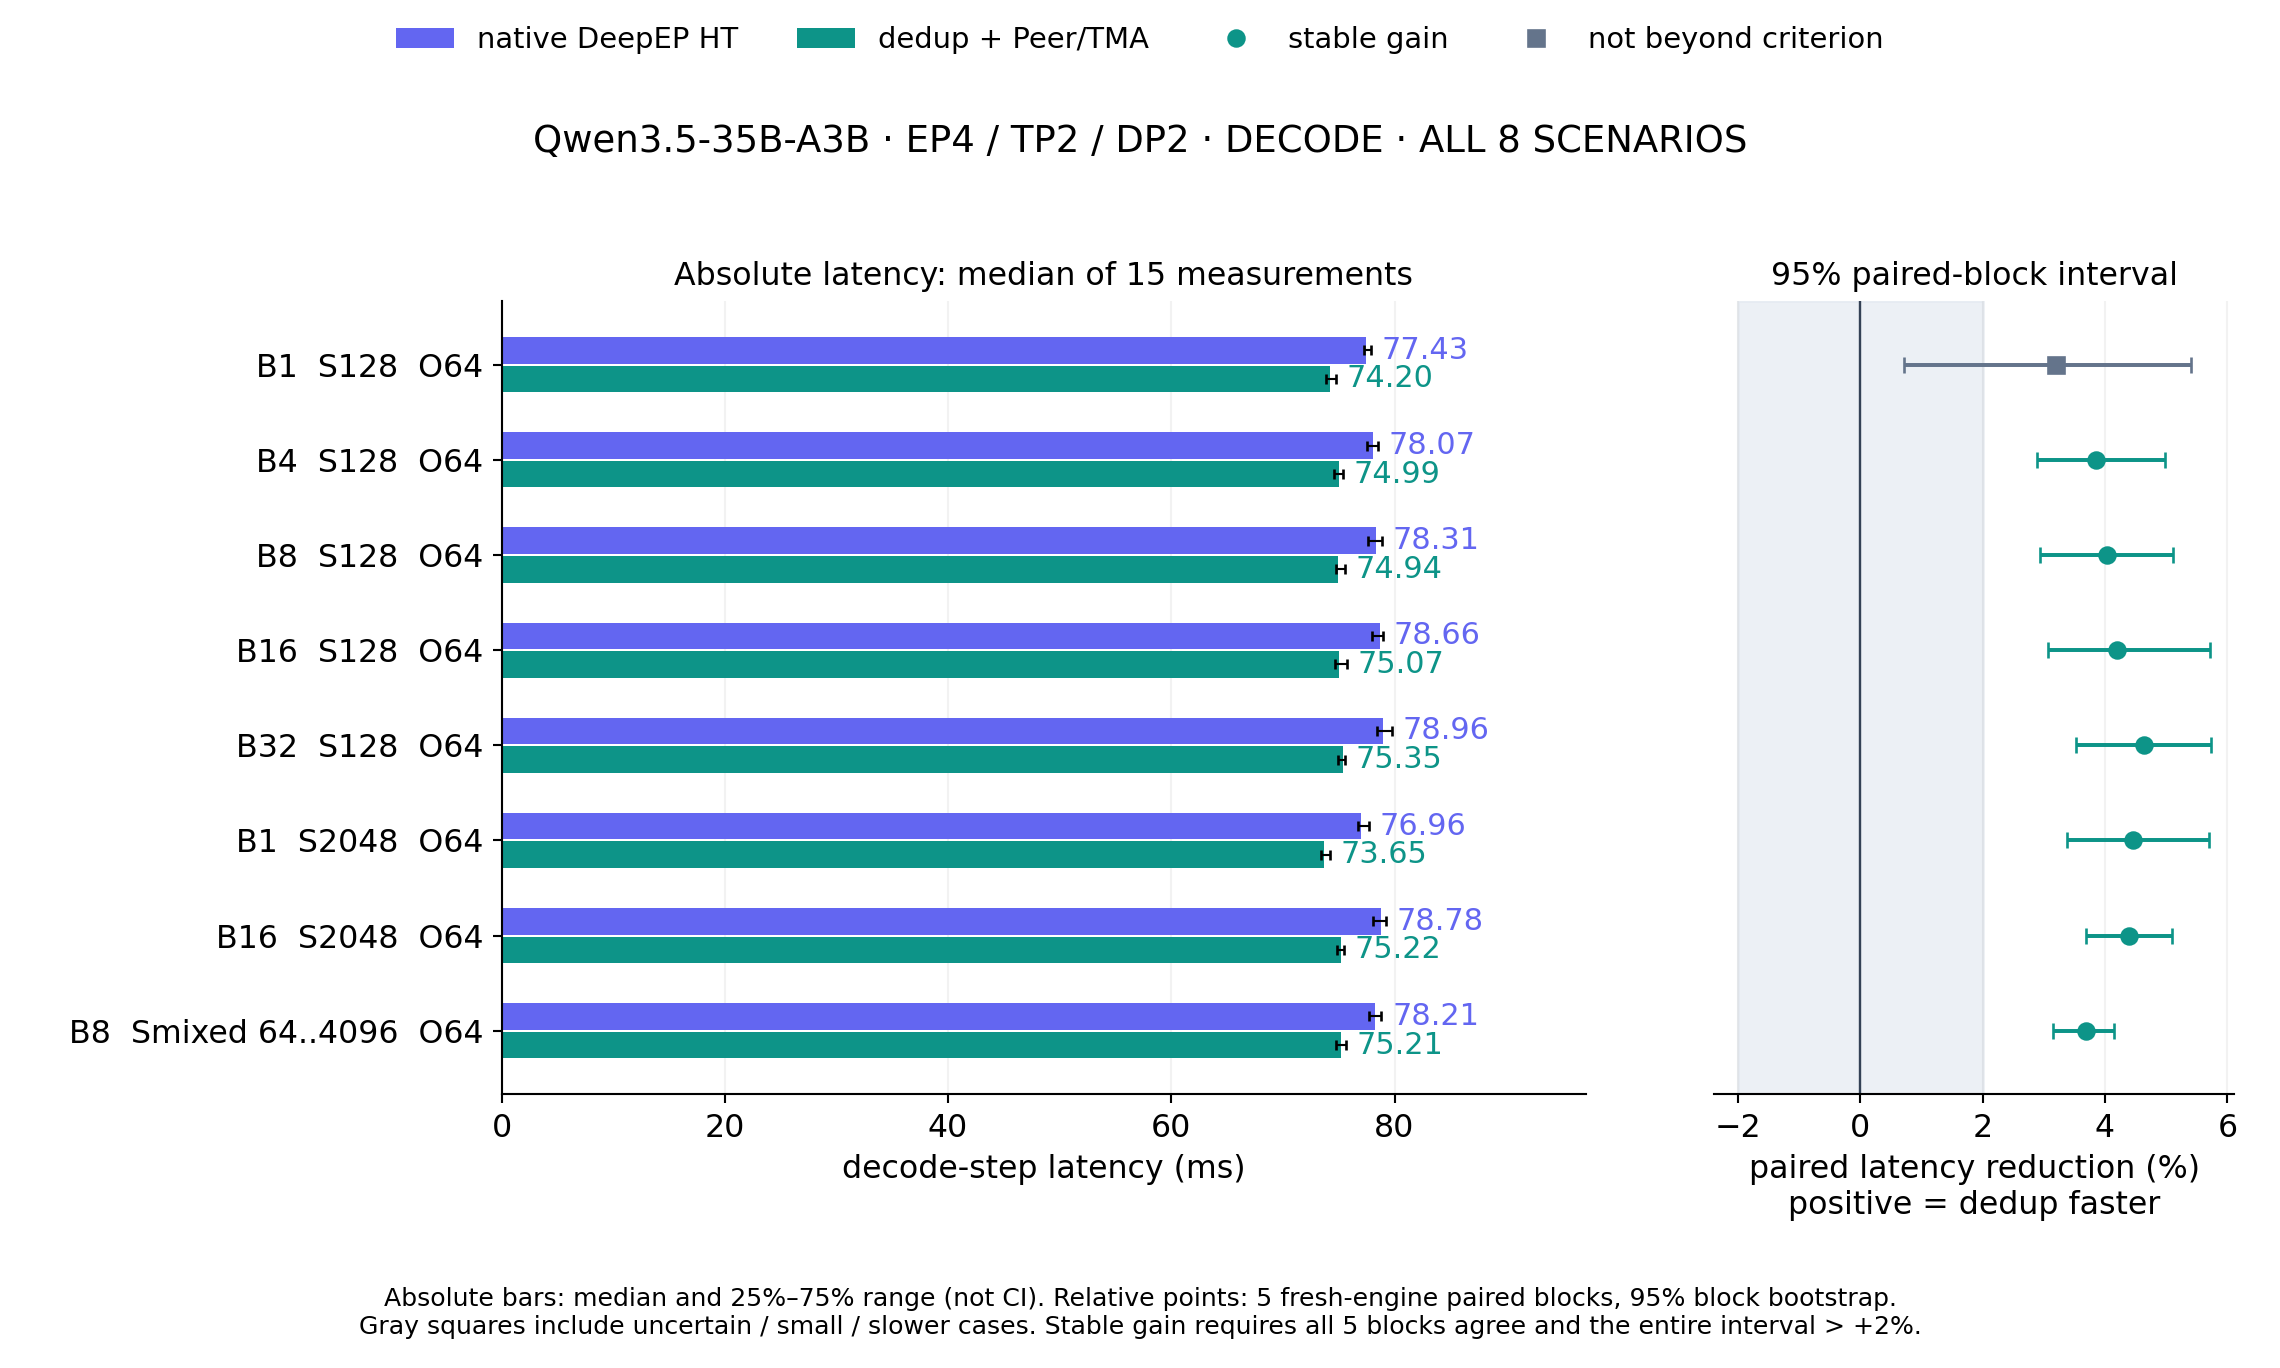 native DeepEP HT   dedup + Peer/TMA   stable gain   not beyond criterion
Qwen3.5-35B-A3B · EP4 / TP2 / DP2 · DECODE · ALL 8 SCENARIOS
Absolute latency: median of 15 measurements
B1 S128 O64
77.43
74.20
B4 S128 O64
78.07
74.99
B8 S128 O64
78.31
74.94
B16 S128 O64
78.66
75.07
B32 S128 O64
78.96
75.35
B1 S2048 O64
76.96
73.65
B16 S2048 O64
78.78
75.22
B8 Smixed 64..4096 O64
78.21
75.21
0 20 40 60 80
decode-step latency (ms)
95% paired-block interval
−2 0 2 4 6
paired latency reduction (%)
positive = dedup faster
Absolute bars: median and 25%–75% range (not CI). Relative points: 5 fresh-engine paired blocks, 95% block bootstrap.
Gray squares include uncertain / small / slower cases. Stable gain requires all 5 blocks agree and the entire interval > +2%.